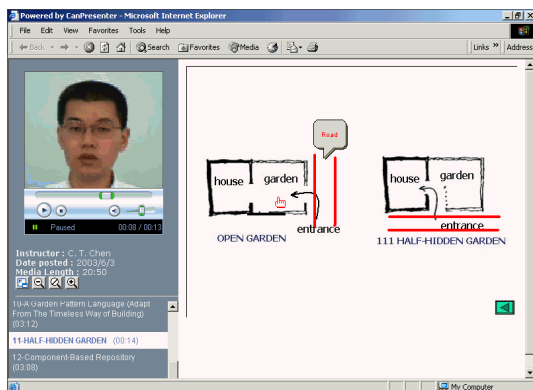 Powered by CanPresenter - Microsoft Internet Explorer
File Edit View Favorites Tools Help
Back Search Favorites Media Links » Address
Road
house garden
entrance
OPEN GARDEN
house garden
entrance
111 HALF-HIDDEN GARDEN
Paused 00:08 / 00:13
Instructor : C. T. Chen
Date posted : 2003/6/3
Media Length : 20:50
10-A Garden Pattern Language (Adapt
From The Timeless Way of Building)
(03:12)
11-HALF-HIDDEN GARDEN (00:14)
12-Component-Based Repository
(03:08)
My Computer